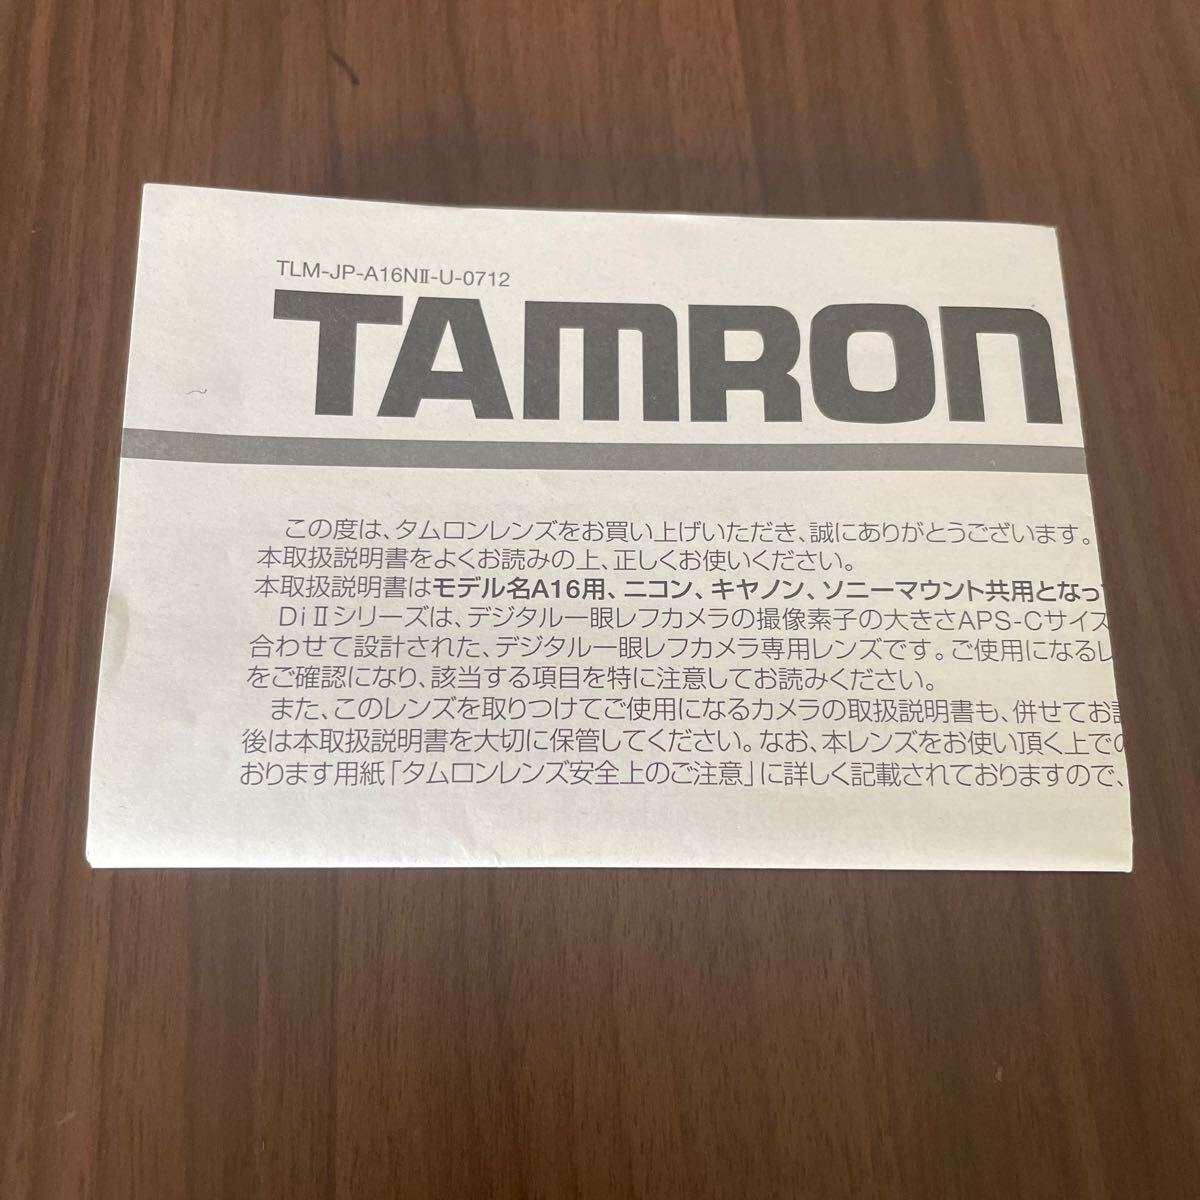 TLM-JP-A16NⅡ-U-0712
TAMRON
この度は、タムロンレンズをお買い上げいただき、誠にありがとうございます。
本取扱説明書をよくお読みの上、正しくお使いください。
本取扱説明書はモデル名A16用、ニコン、キヤノン、ソニーマウント共用となっ
DiⅡシリーズは、デジタル一眼レフカメラの撮像素子の大きさAPS-Cサイズ
合わせて設計された、デジタル一眼レフカメラ専用レンズです。ご使用になるレ
をご確認になり、該当する項目を特に注意してお読みください。
また、このレンズを取りつけてご使用になるカメラの取扱説明書も、併せてお
後は本取扱説明書を大切に保管してください。なお、本レンズをお使い頂く上での
おります用紙「タムロンレンズ安全上のご注意」に詳しく記載されておりますので、